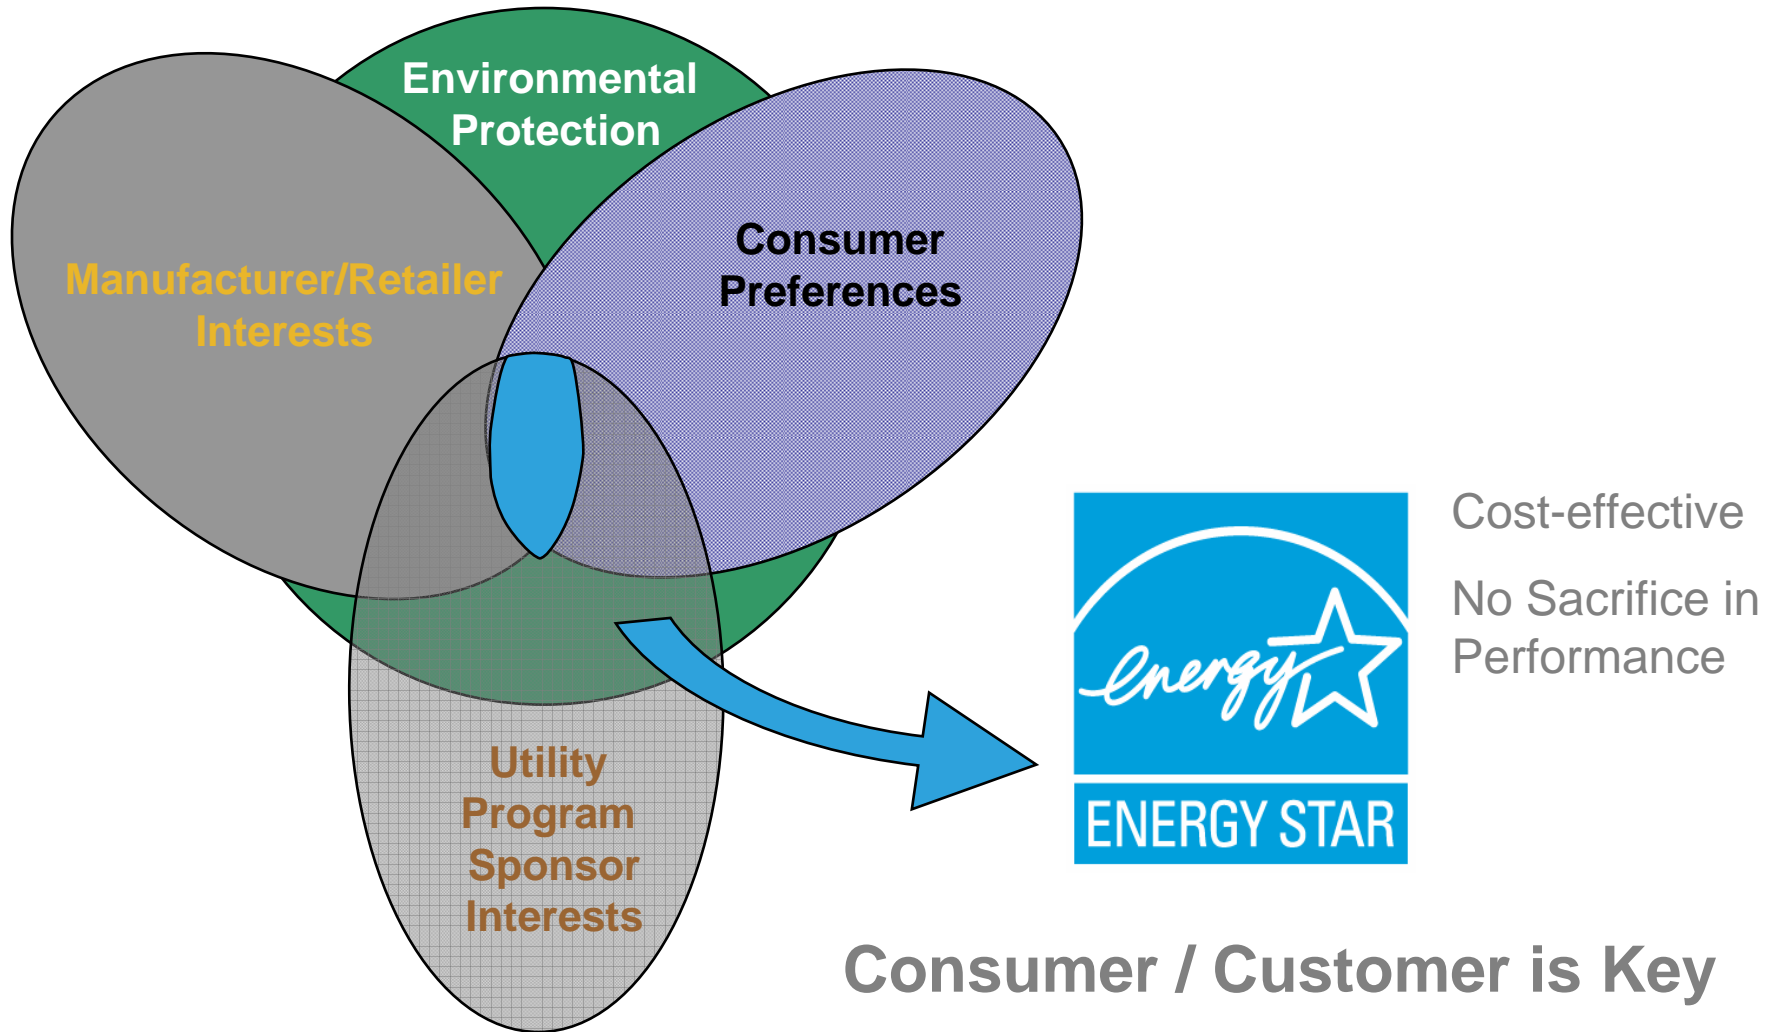 Environmental
Protection
Consumer
Preferences
Manufacturer/Retailer
Interests
Cost-effective
No Sacrifice in
Performance
energy
ENERGY STAR
Utility
Program
Sponsor
Interests
Consumer / Customer is Key